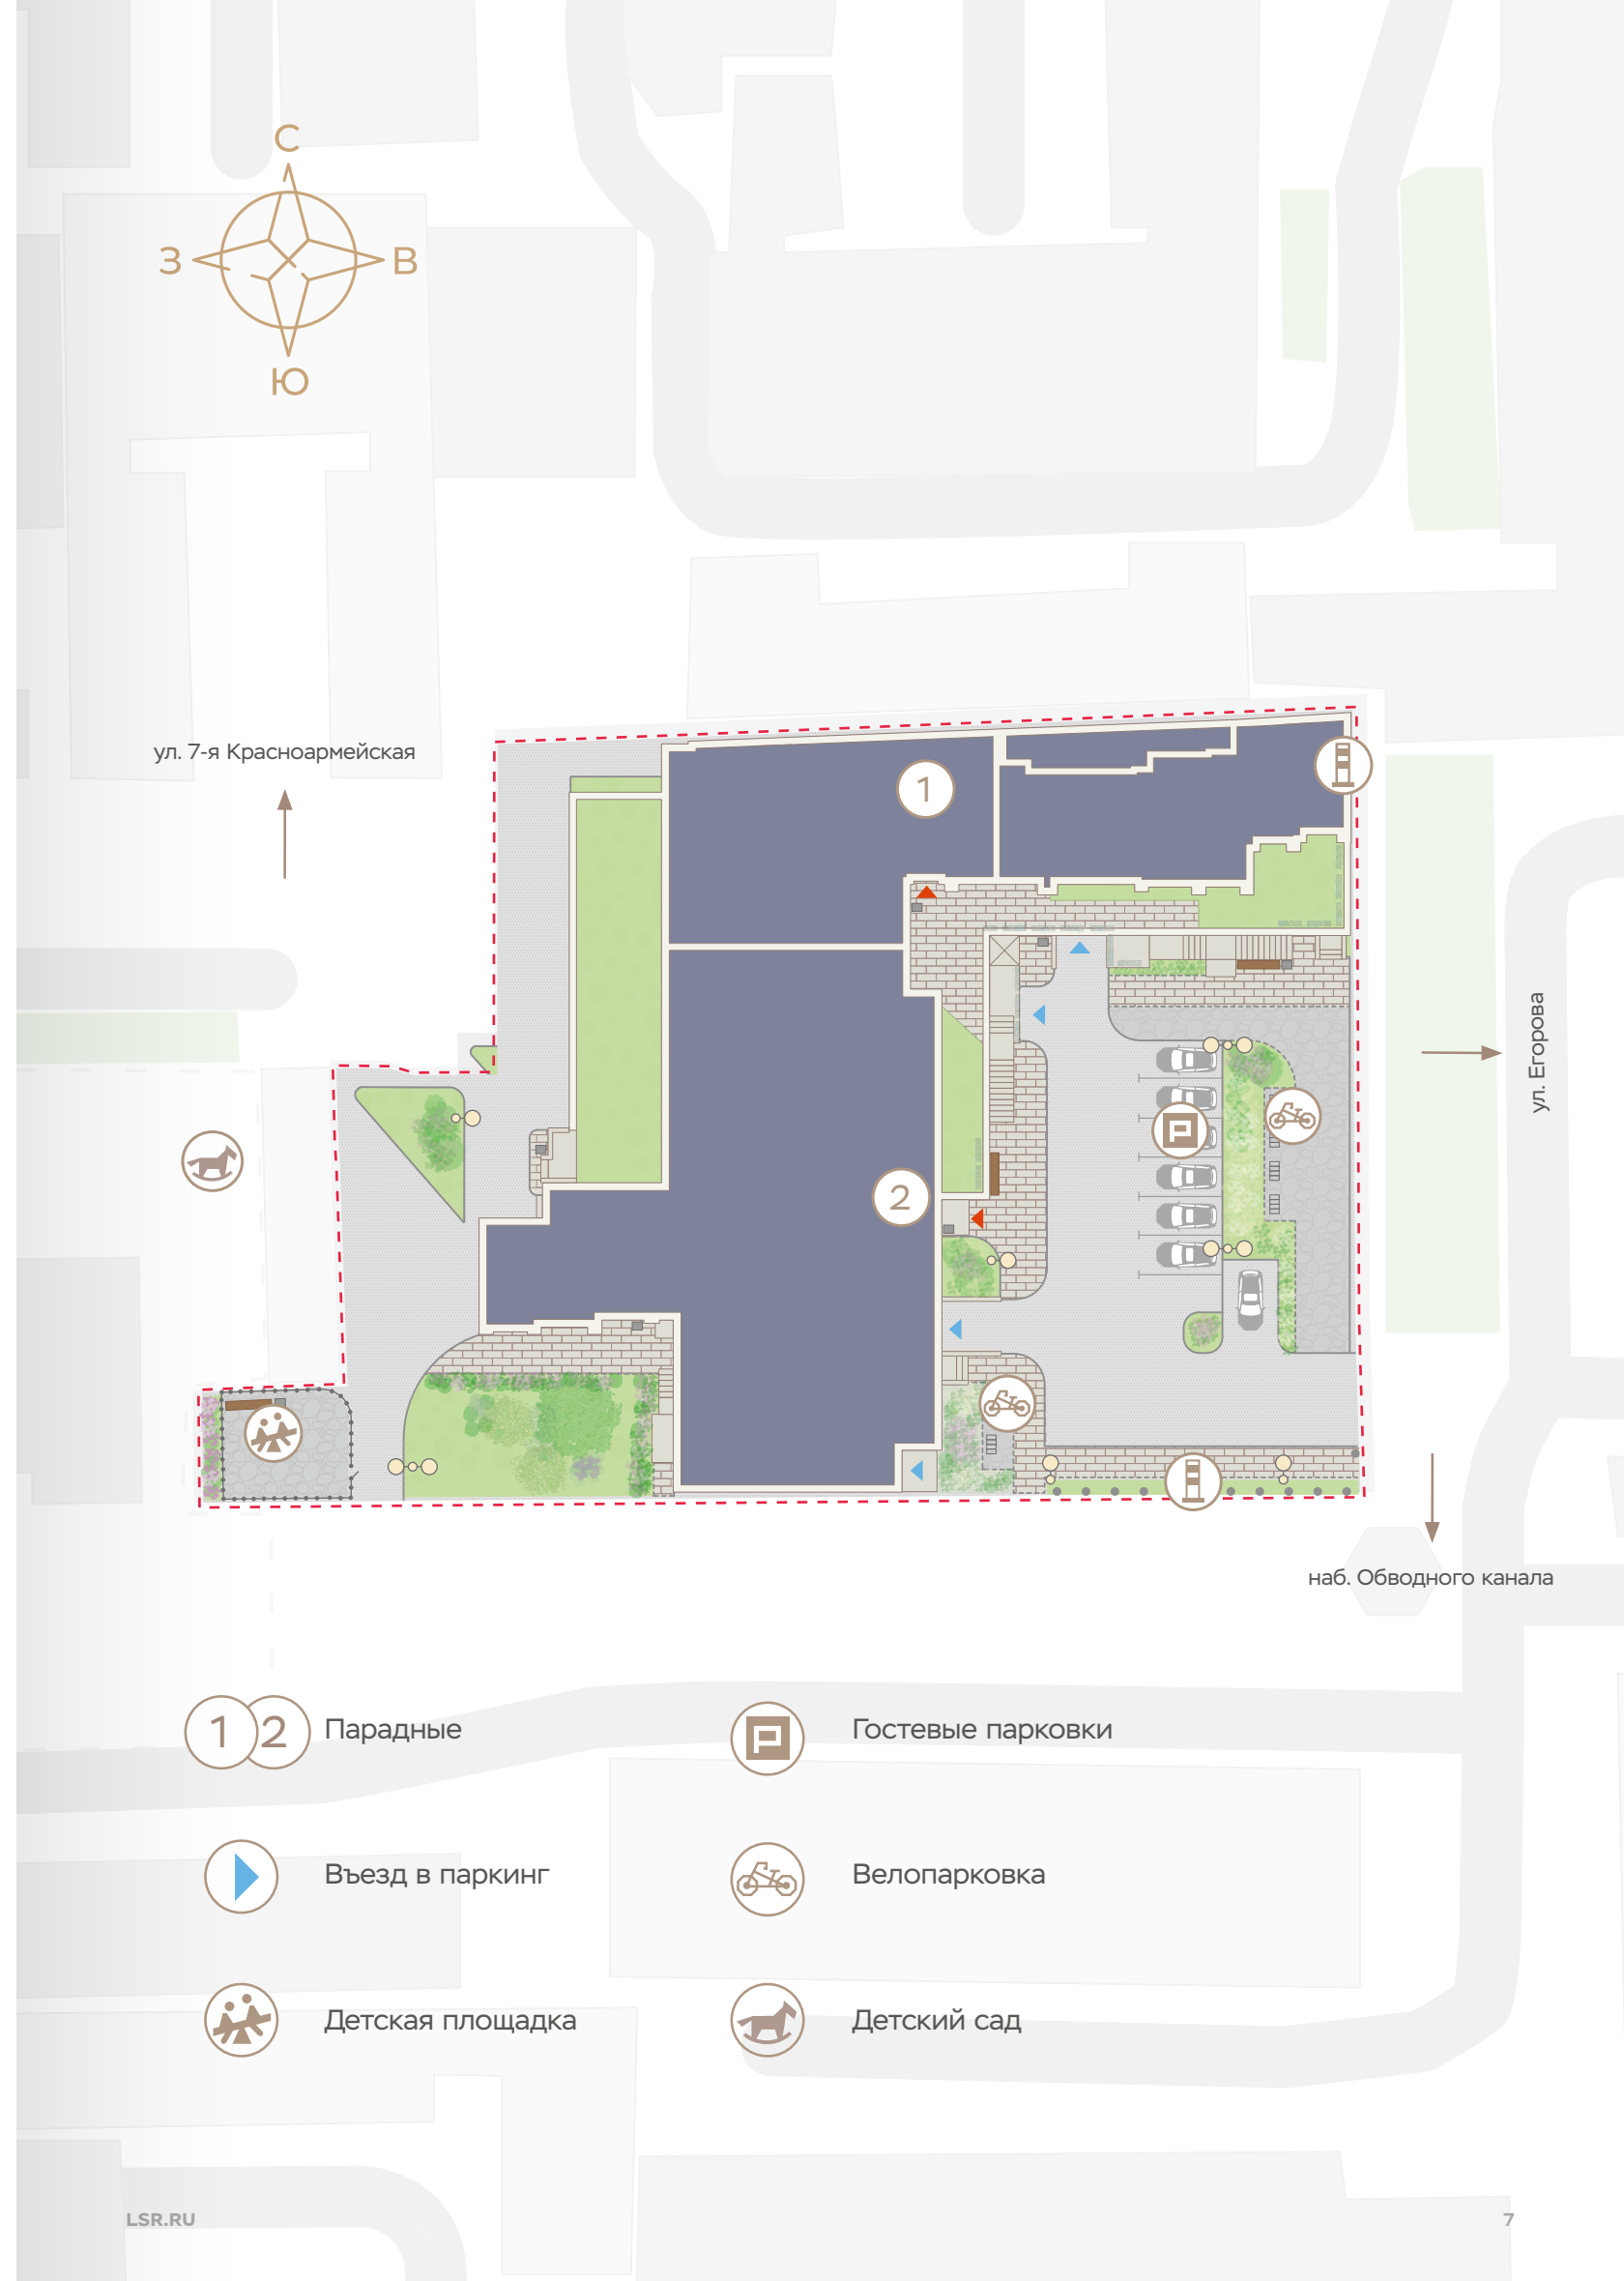 С
З
В
Ю
ул. 7-я Красноармейская
1
ул. Егорова
P
2
наб. Обводного канала
1 2 Парадные
P Гостевые парковки
Въезд в паркинг
Велопарковка
Детская площадка
Детский сад
LSR.RU
7